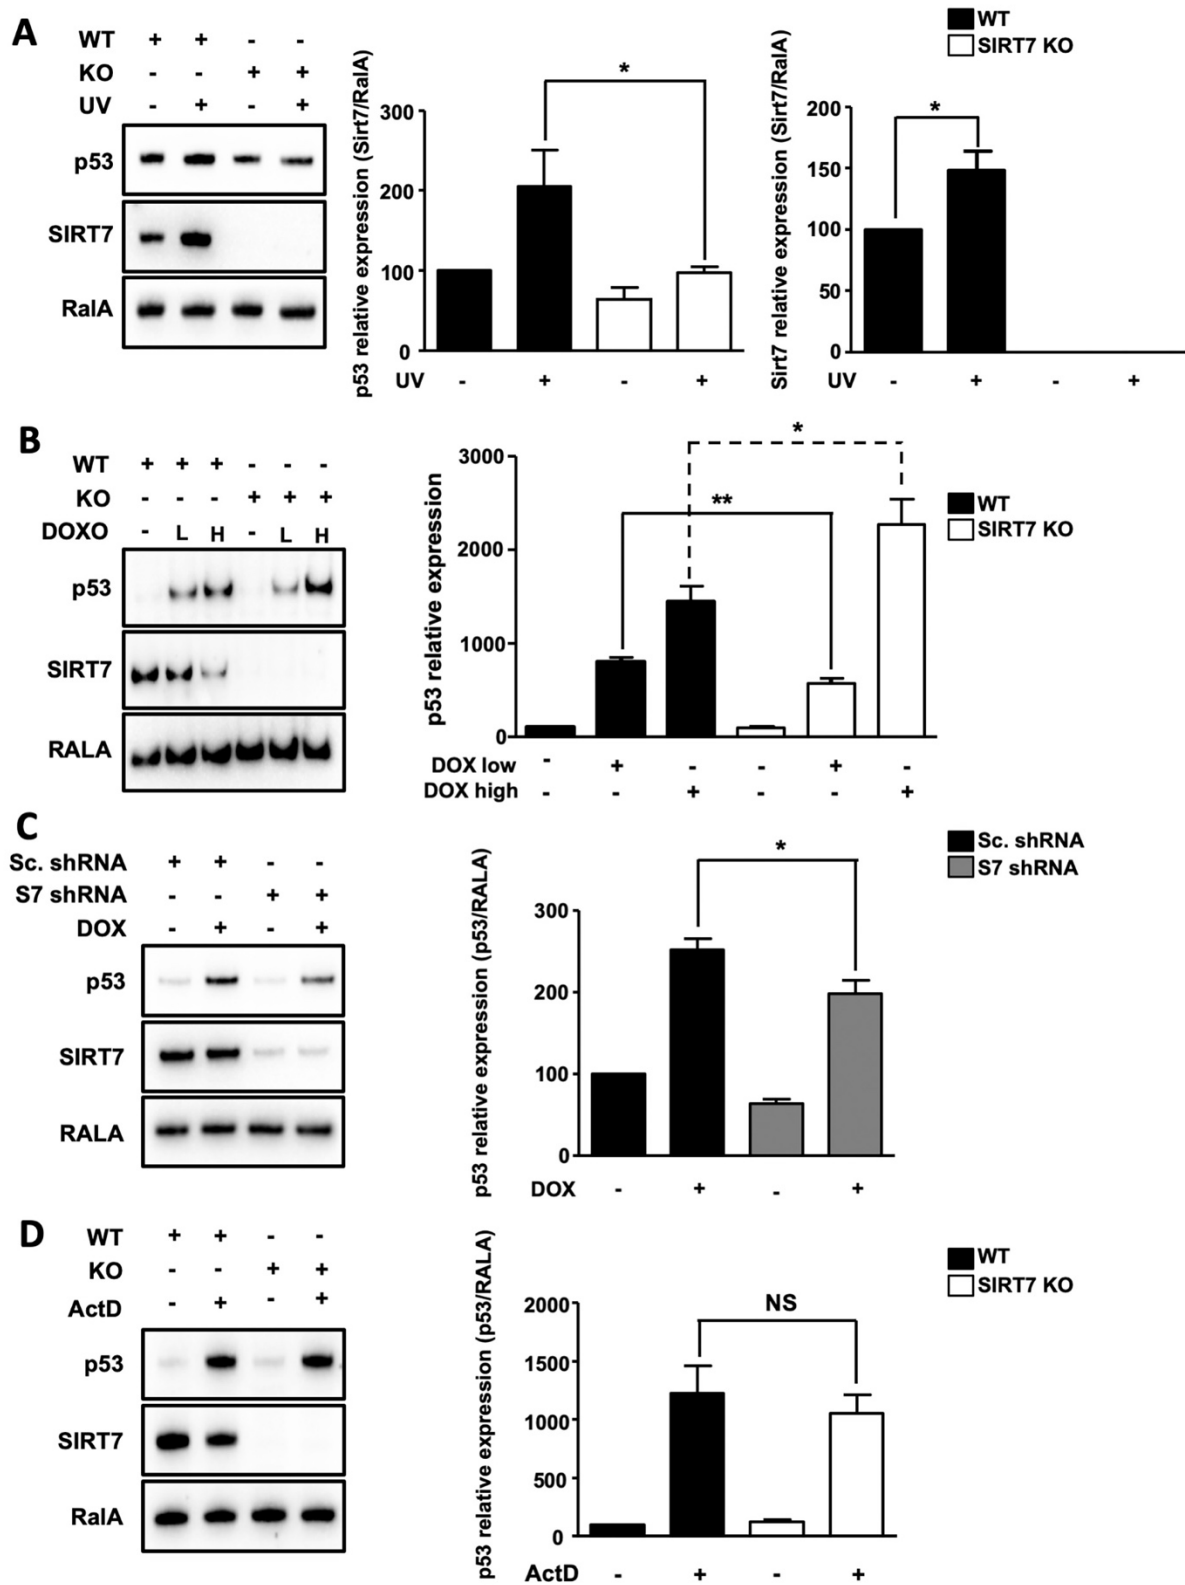 A
WT + + - -
KO - - + +
UV - + - +
p53
SIRT7
RalA
p53 relative expression (Sirt7/RalA)
300
200
100
0
*
UV - + - +
Sirt7 relative expression (Sirt7/RalA)
200
150
100
50
0
*
- + - +
WT
SIRT7 KO
B
WT + + + - - -
KO - - - + + +
DOXO - L H - L H
p53
SIRT7
RALA
p53 relative expression
3000
2000
1000
0
*
**
DOX low - + - - + -
DOX high - - + - - +
WT
SIRT7 KO
C
Sc. shRNA + + - -
S7 shRNA - - + +
DOX - + - +
p53
SIRT7
RALA
p53 relative expression (p53/RALA)
300
200
100
0
*
DOX - + - +
Sc. shRNA
S7 shRNA
D
WT + + - -
KO - - + +
ActD - + - +
p53
SIRT7
RalA
p53 relative expression (p53/RALA)
2000
1500
1000
500
0
NS
ActD - + - +
WT
SIRT7 KO